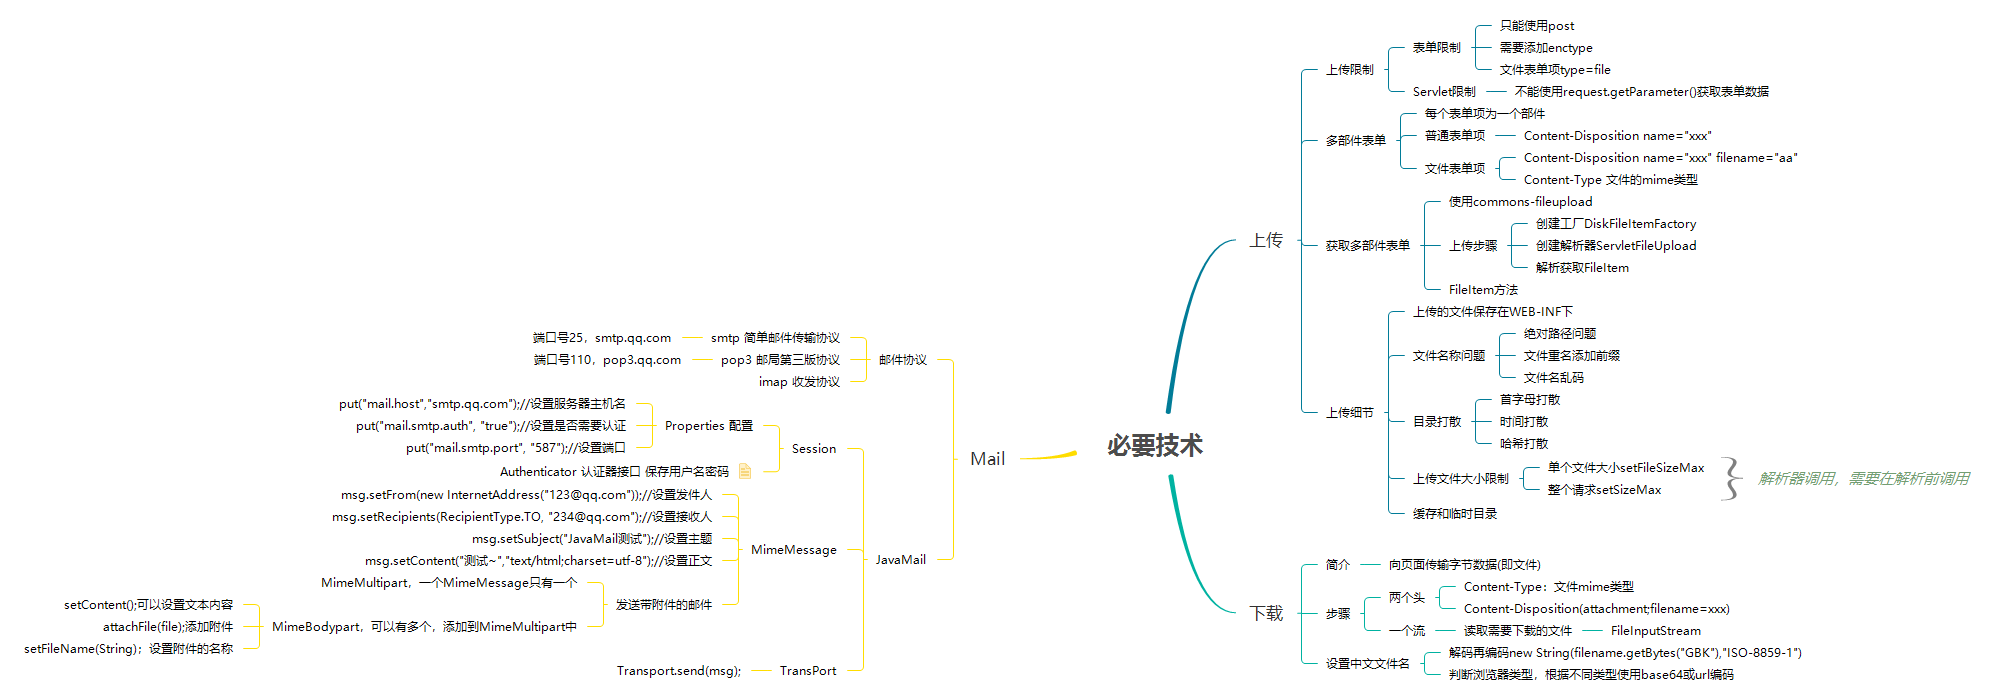 必要技术
上传
上传限制
表单限制
只能使用post
需要添加enctype
文件表单项type=file
Servlet限制
不能使用request.getParameter()获取表单数据
多部件表单
每个表单项为一个部件
普通表单项
Content-Disposition name="xxx"
文件表单项
Content-Disposition name="xxx" filename="aa"
Content-Type 文件的mime类型
获取多部件表单
使用commons-fileupload
上传步骤
创建工厂DiskFileItemFactory
创建解析器ServletFileUpload
解析获取FileItem
FileItem方法
上传细节
上传的文件保存在WEB-INF下
文件名称问题
绝对路径问题
文件重名添加前缀
文件名乱码
目录打散
首字母打散
时间打散
哈希打散
上传文件大小限制
单个文件大小setFileSizeMax
整个请求setSizeMax
解析器调用，需要在解析前调用
缓存和临时目录
下载
简介
向页面传输字节数据(即文件)
步骤
两个头
Content-Type：文件mime类型
Content-Disposition(attachment;filename=xxx)
一个流
读取需要下载的文件
FileInputStream
设置中文文件名
解码再编码new String(filename.getBytes("GBK"),"ISO-8859-1")
判断浏览器类型，根据不同类型使用base64或url编码
Mail
邮件协议
smtp 简单邮件传输协议
端口号25，smtp.qq.com
pop3 邮局第三版协议
端口号110，pop3.qq.com
imap 收发协议
JavaMail
Session
Properties 配置
put("mail.host","smtp.qq.com");//设置服务器主机名
put("mail.smtp.auth", "true");//设置是否需要认证
put("mail.smtp.port", "587");//设置端口
Authenticator 认证器接口 保存用户名密码
MimeMessage
msg.setFrom(new InternetAddress("123@qq.com"));//设置发件人
msg.setRecipients(RecipientType.TO, "234@qq.com");//设置接收人
msg.setSubject("JavaMail测试");//设置主题
msg.setContent("测试~","text/html;charset=utf-8");//设置正文
发送带附件的邮件
MimeMultipart，一个MimeMessage只有一个
MimeBodypart，可以有多个，添加到MimeMultipart中
setContent();可以设置文本内容
attachFile(file);添加附件
setFileName(String)；设置附件的名称
TransPort
Transport.send(msg);